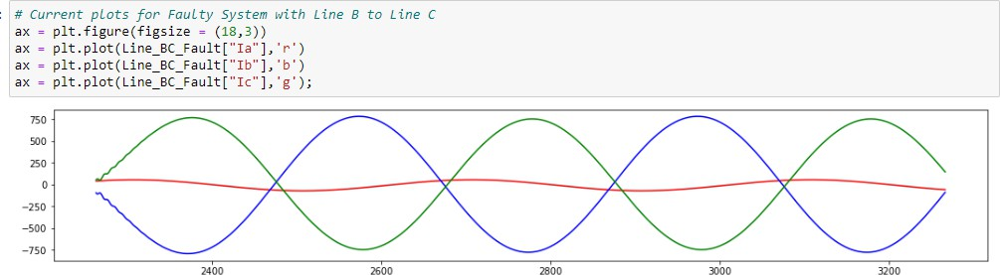 # Current plots for Faulty System with Line B to Line C
ax = plt.figure(figsize = (18,3))
ax = plt.plot(Line_BC_Fault["Ia"],'r')
ax = plt.plot(Line_BC_Fault["Ib"],'b')
ax = plt.plot(Line_BC_Fault["Ic"],'g');
750
500
250
0
−250
−500
−750
2400 2600 2800 3000 3200